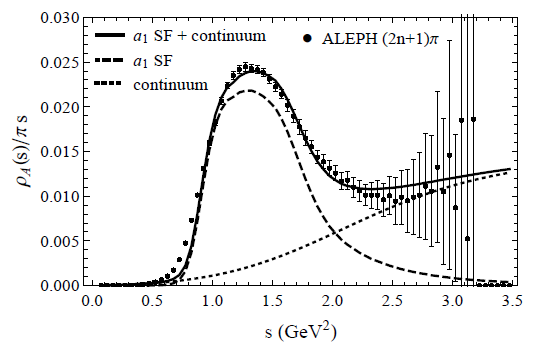 0.030
a₁ SF + continuum
● ALEPH (2n+1)π
0.025
a₁ SF
continuum
0.020
0.015
0.010
0.005
0.000
ρ_A(s)/π s
0.0 0.5 1.0 1.5 2.0 2.5 3.0 3.5
s (GeV²)